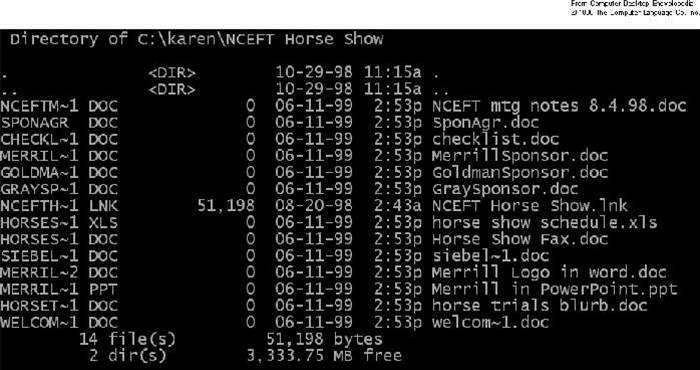 From Computer Desktop Encyclopedia
The Computer Language Co. Inc.
Directory of C:\karen\NCEFT Horse Show
. <DIR> 10-29-98 11:15a .
.. <DIR> 10-29-98 11:15a ..
NCEFTM~1 DOC 0 06-11-99 2:53p NCEFT mtg notes 8.4.98.doc
SPONAGR DOC 0 06-11-99 2:53p SponAgr.doc
CHECKL~1 DOC 0 06-11-99 2:53p checklist.doc
MERRIL~1 DOC 0 06-11-99 2:53p MerrillSponsor.doc
GOLDMA~1 DOC 0 06-11-99 2:53p GoldmanSponsor.doc
GRAYSP~1 DOC 0 06-11-99 2:53p GraySponsor.doc
NCEFTH~1 LNK 51,198 08-20-98 2:43a NCEFT Horse Show.lnk
HORSES~1 XLS 0 06-11-99 2:53p horse show schedule.xls
HORSES~1 DOC 0 06-11-99 2:53p Horse Show Fax.doc
SIEBEL~1 DOC 0 06-11-99 2:53p siebel~1.doc
MERRIL~2 DOC 0 06-11-99 2:53p Merrill Logo in word.doc
MERRIL~1 PPT 0 06-11-99 2:53p Merrill in PowerPoint.ppt
HORSET~1 DOC 0 06-11-99 2:53p horse trials blurb.doc
WELCOM~1 DOC 0 06-11-99 2:53p welcom~1.doc
14 file(s) 51,198 bytes
2 dir(s) 3,333.75 MB free